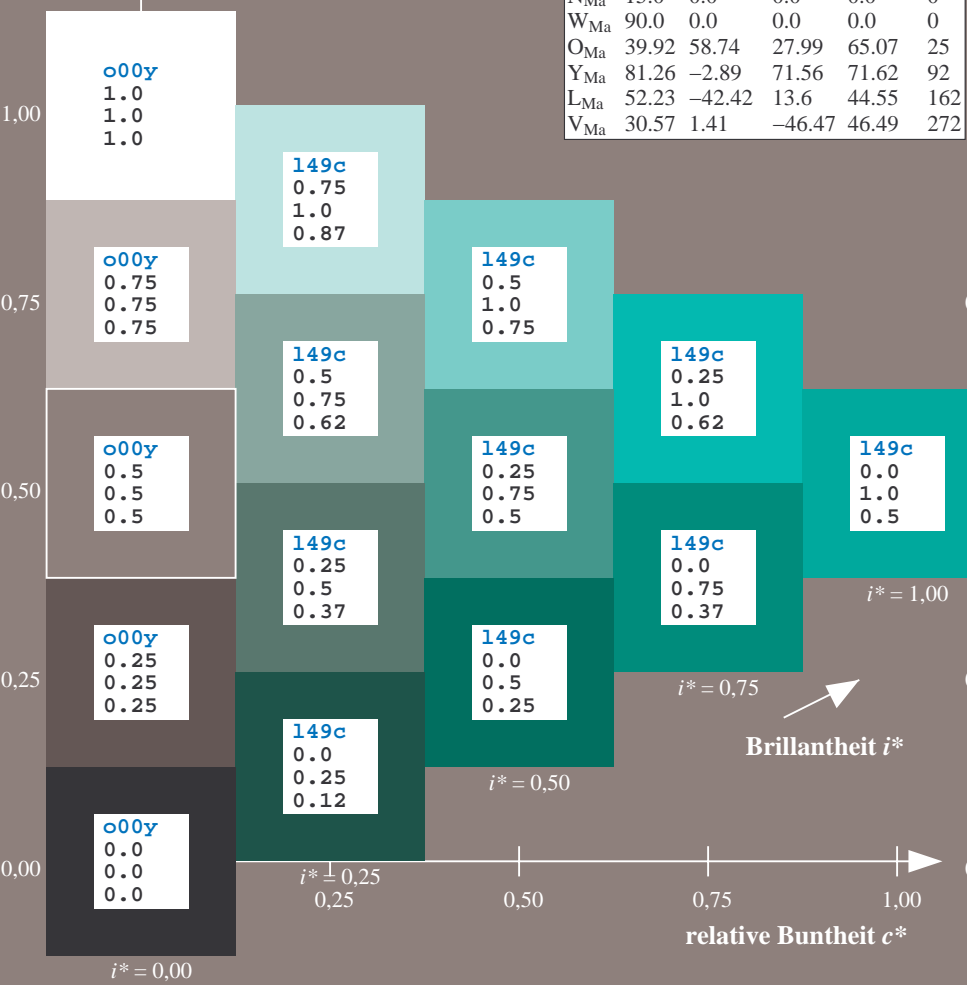 W_Ma 90.0 0.0 0.0 0.0 0
O_Ma 39.92 58.74 27.99 65.07 25
Y_Ma 81.26 −2.89 71.56 71.62 92
L_Ma 52.23 −42.42 13.6 44.55 162
V_Ma 30.57 1.41 −46.47 46.49 272
1,00
0,75
0,50
0,25
0,00
o00y
1.0
1.0
1.0
o00y
0.75
0.75
0.75
o00y
0.5
0.5
0.5
o00y
0.25
0.25
0.25
o00y
0.0
0.0
0.0
i* = 0,00
l49c
0.75
1.0
0.87
l49c
0.5
0.75
0.62
l49c
0.25
0.5
0.37
l49c
0.0
0.25
0.12
i* = 0,25
l49c
0.5
1.0
0.75
l49c
0.25
0.75
0.5
l49c
0.0
0.5
0.25
i* = 0,50
l49c
0.25
1.0
0.62
l49c
0.0
0.75
0.37
i* = 0,75
l49c
0.0
1.0
0.5
i* = 1,00
Brillantheit i*
0,25 0,50 0,75 1,00
relative Buntheit c*